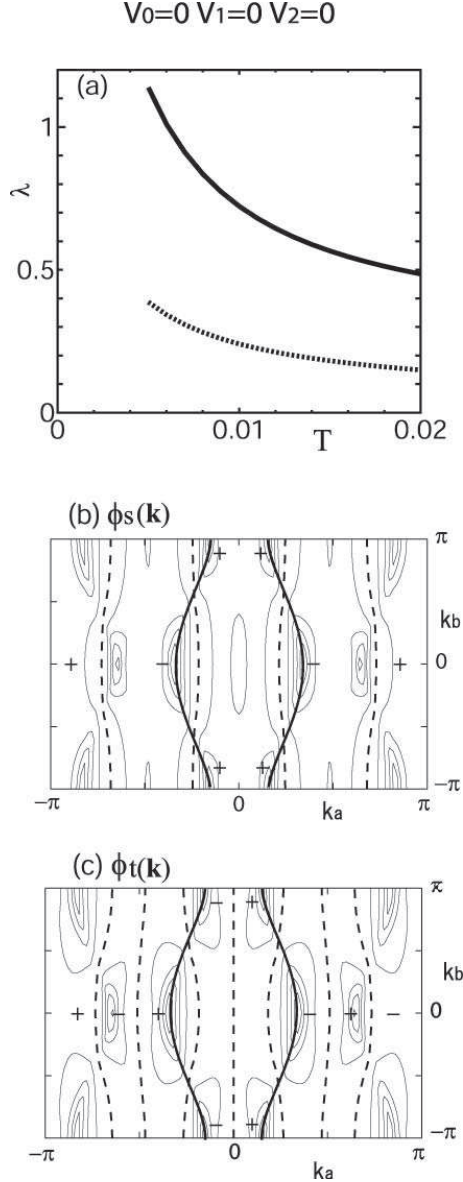 V0=0 V1=0 V2=0
(a)
1
λ
0.5
0
0 0.01 T 0.02
(b) ϕs(k)
π
+ +
kb
+ − − + 0
+ +
−π
−π 0 ka π
(c) ϕt(k)
π
− +
kb
+ − + − + − 0
− +
−π
−π 0 ka π